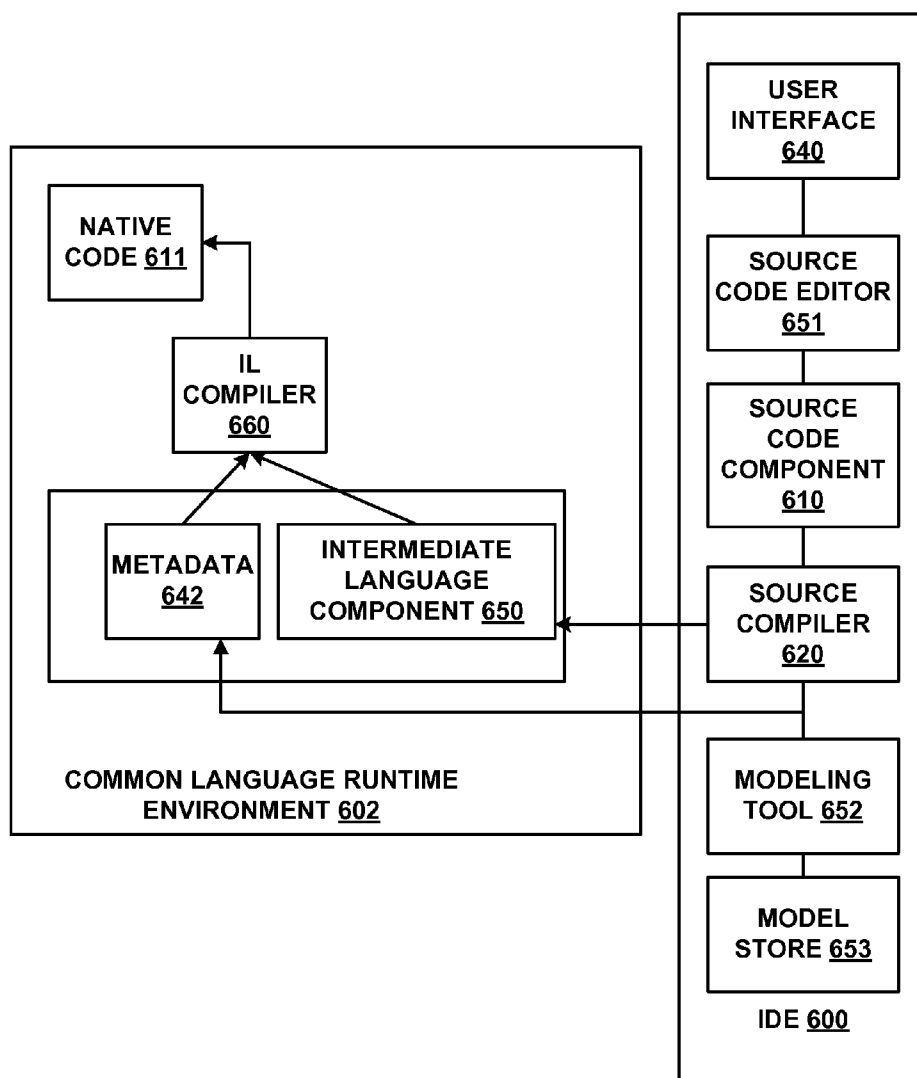 USER
INTERFACE
640
NATIVE
CODE 611
SOURCE
CODE EDITOR
651
IL
COMPILER
660
SOURCE
CODE
COMPONENT
610
METADATA
642
INTERMEDIATE
LANGUAGE
COMPONENT 650
SOURCE
COMPILER
620
COMMON LANGUAGE RUNTIME
ENVIRONMENT 602
MODELING
TOOL 652
MODEL
STORE 653
IDE 600